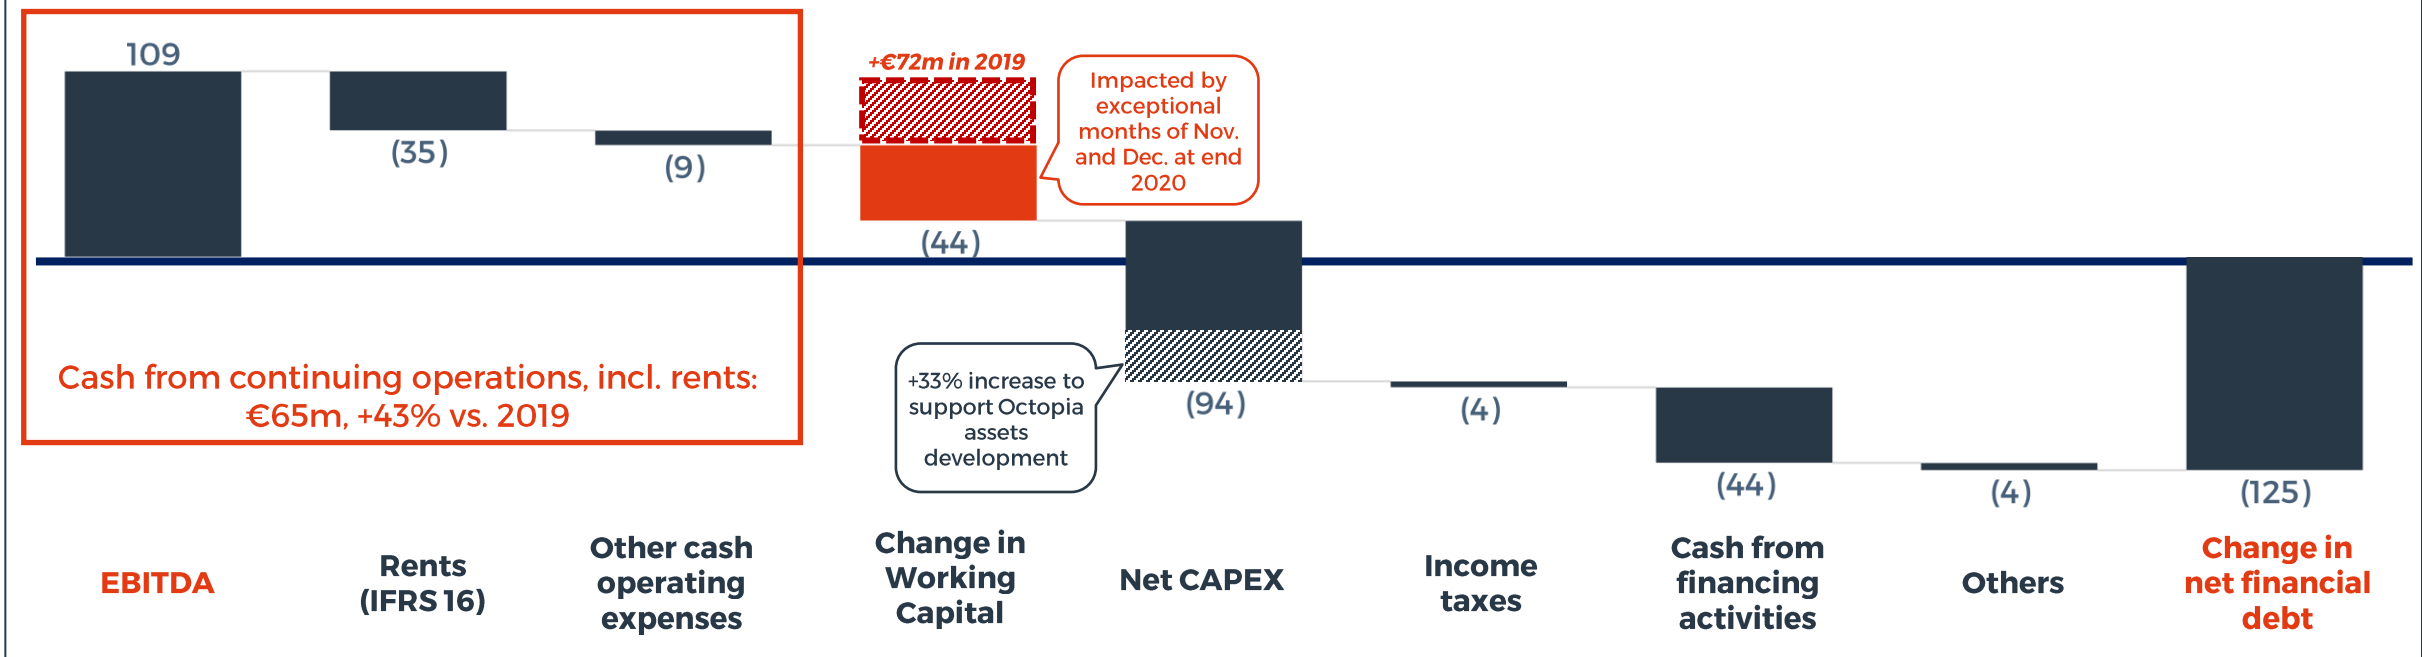 109
(35)
(9)
+€72m in 2019
(44)
Impacted by
exceptional
months of Nov.
and Dec. at end
2020
Cash from continuing operations, incl. rents:
€65m, +43% vs. 2019
+33% increase to
support Octopia
assets
development
(94)
(4)
(44)
(4)
(125)
EBITDA
Rents
(IFRS 16)
Other cash
operating
expenses
Change in
Working
Capital
Net CAPEX
Income
taxes
Cash from
financing
activities
Others
Change in
net financial
debt